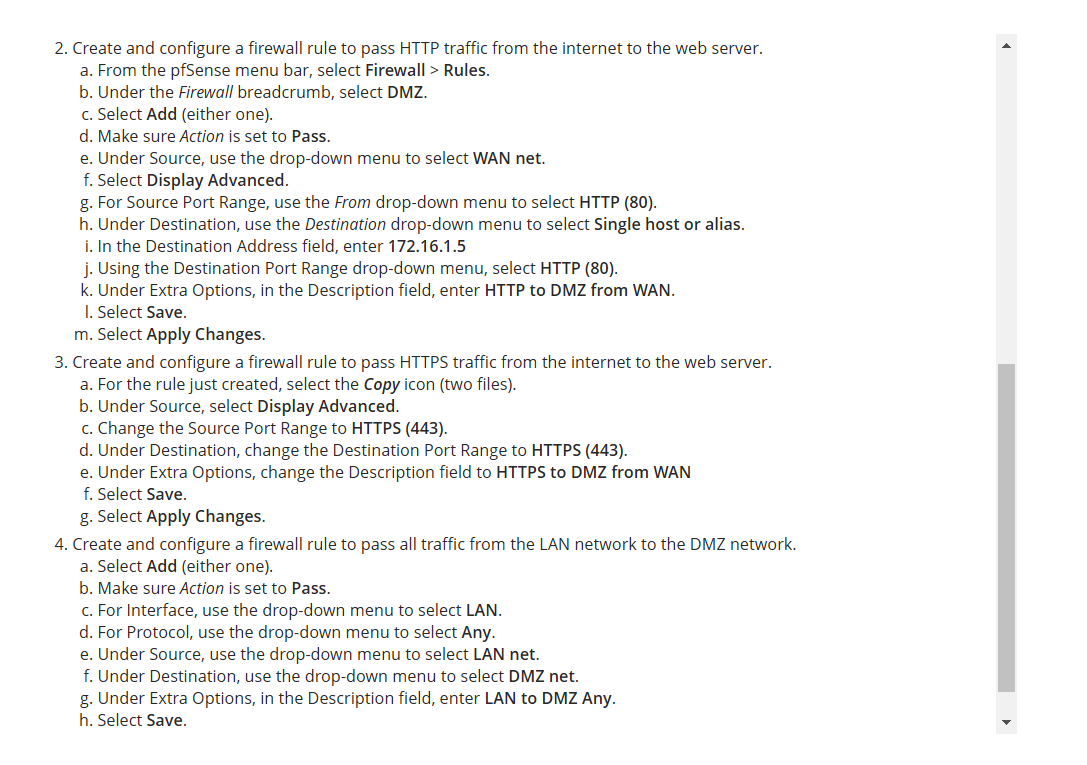 2. Create and configure a firewall rule to pass HTTP traffic from the internet to the web server.
a. From the pfSense menu bar, select Firewall > Rules.
b. Under the Firewall breadcrumb, select DMZ.
c. Select Add (either one).
d. Make sure Action is set to Pass.
e. Under Source, use the drop-down menu to select WAN net.
f. Select Display Advanced.
g. For Source Port Range, use the From drop-down menu to select HTTP (80).
h. Under Destination, use the Destination drop-down menu to select Single host or alias.
i. In the Destination Address field, enter 172.16.1.5
j. Using the Destination Port Range drop-down menu, select HTTP (80).
k. Under Extra Options, in the Description field, enter HTTP to DMZ from WAN.
l. Select Save.
m. Select Apply Changes.
3. Create and configure a firewall rule to pass HTTPS traffic from the internet to the web server.
a. For the rule just created, select the Copy icon (two files).
b. Under Source, select Display Advanced.
c. Change the Source Port Range to HTTPS (443).
d. Under Destination, change the Destination Port Range to HTTPS (443).
e. Under Extra Options, change the Description field to HTTPS to DMZ from WAN
f. Select Save.
g. Select Apply Changes.
4. Create and configure a firewall rule to pass all traffic from the LAN network to the DMZ network.
a. Select Add (either one).
b. Make sure Action is set to Pass.
c. For Interface, use the drop-down menu to select LAN.
d. For Protocol, use the drop-down menu to select Any.
e. Under Source, use the drop-down menu to select LAN net.
f. Under Destination, use the drop-down menu to select DMZ net.
g. Under Extra Options, in the Description field, enter LAN to DMZ Any.
h. Select Save.